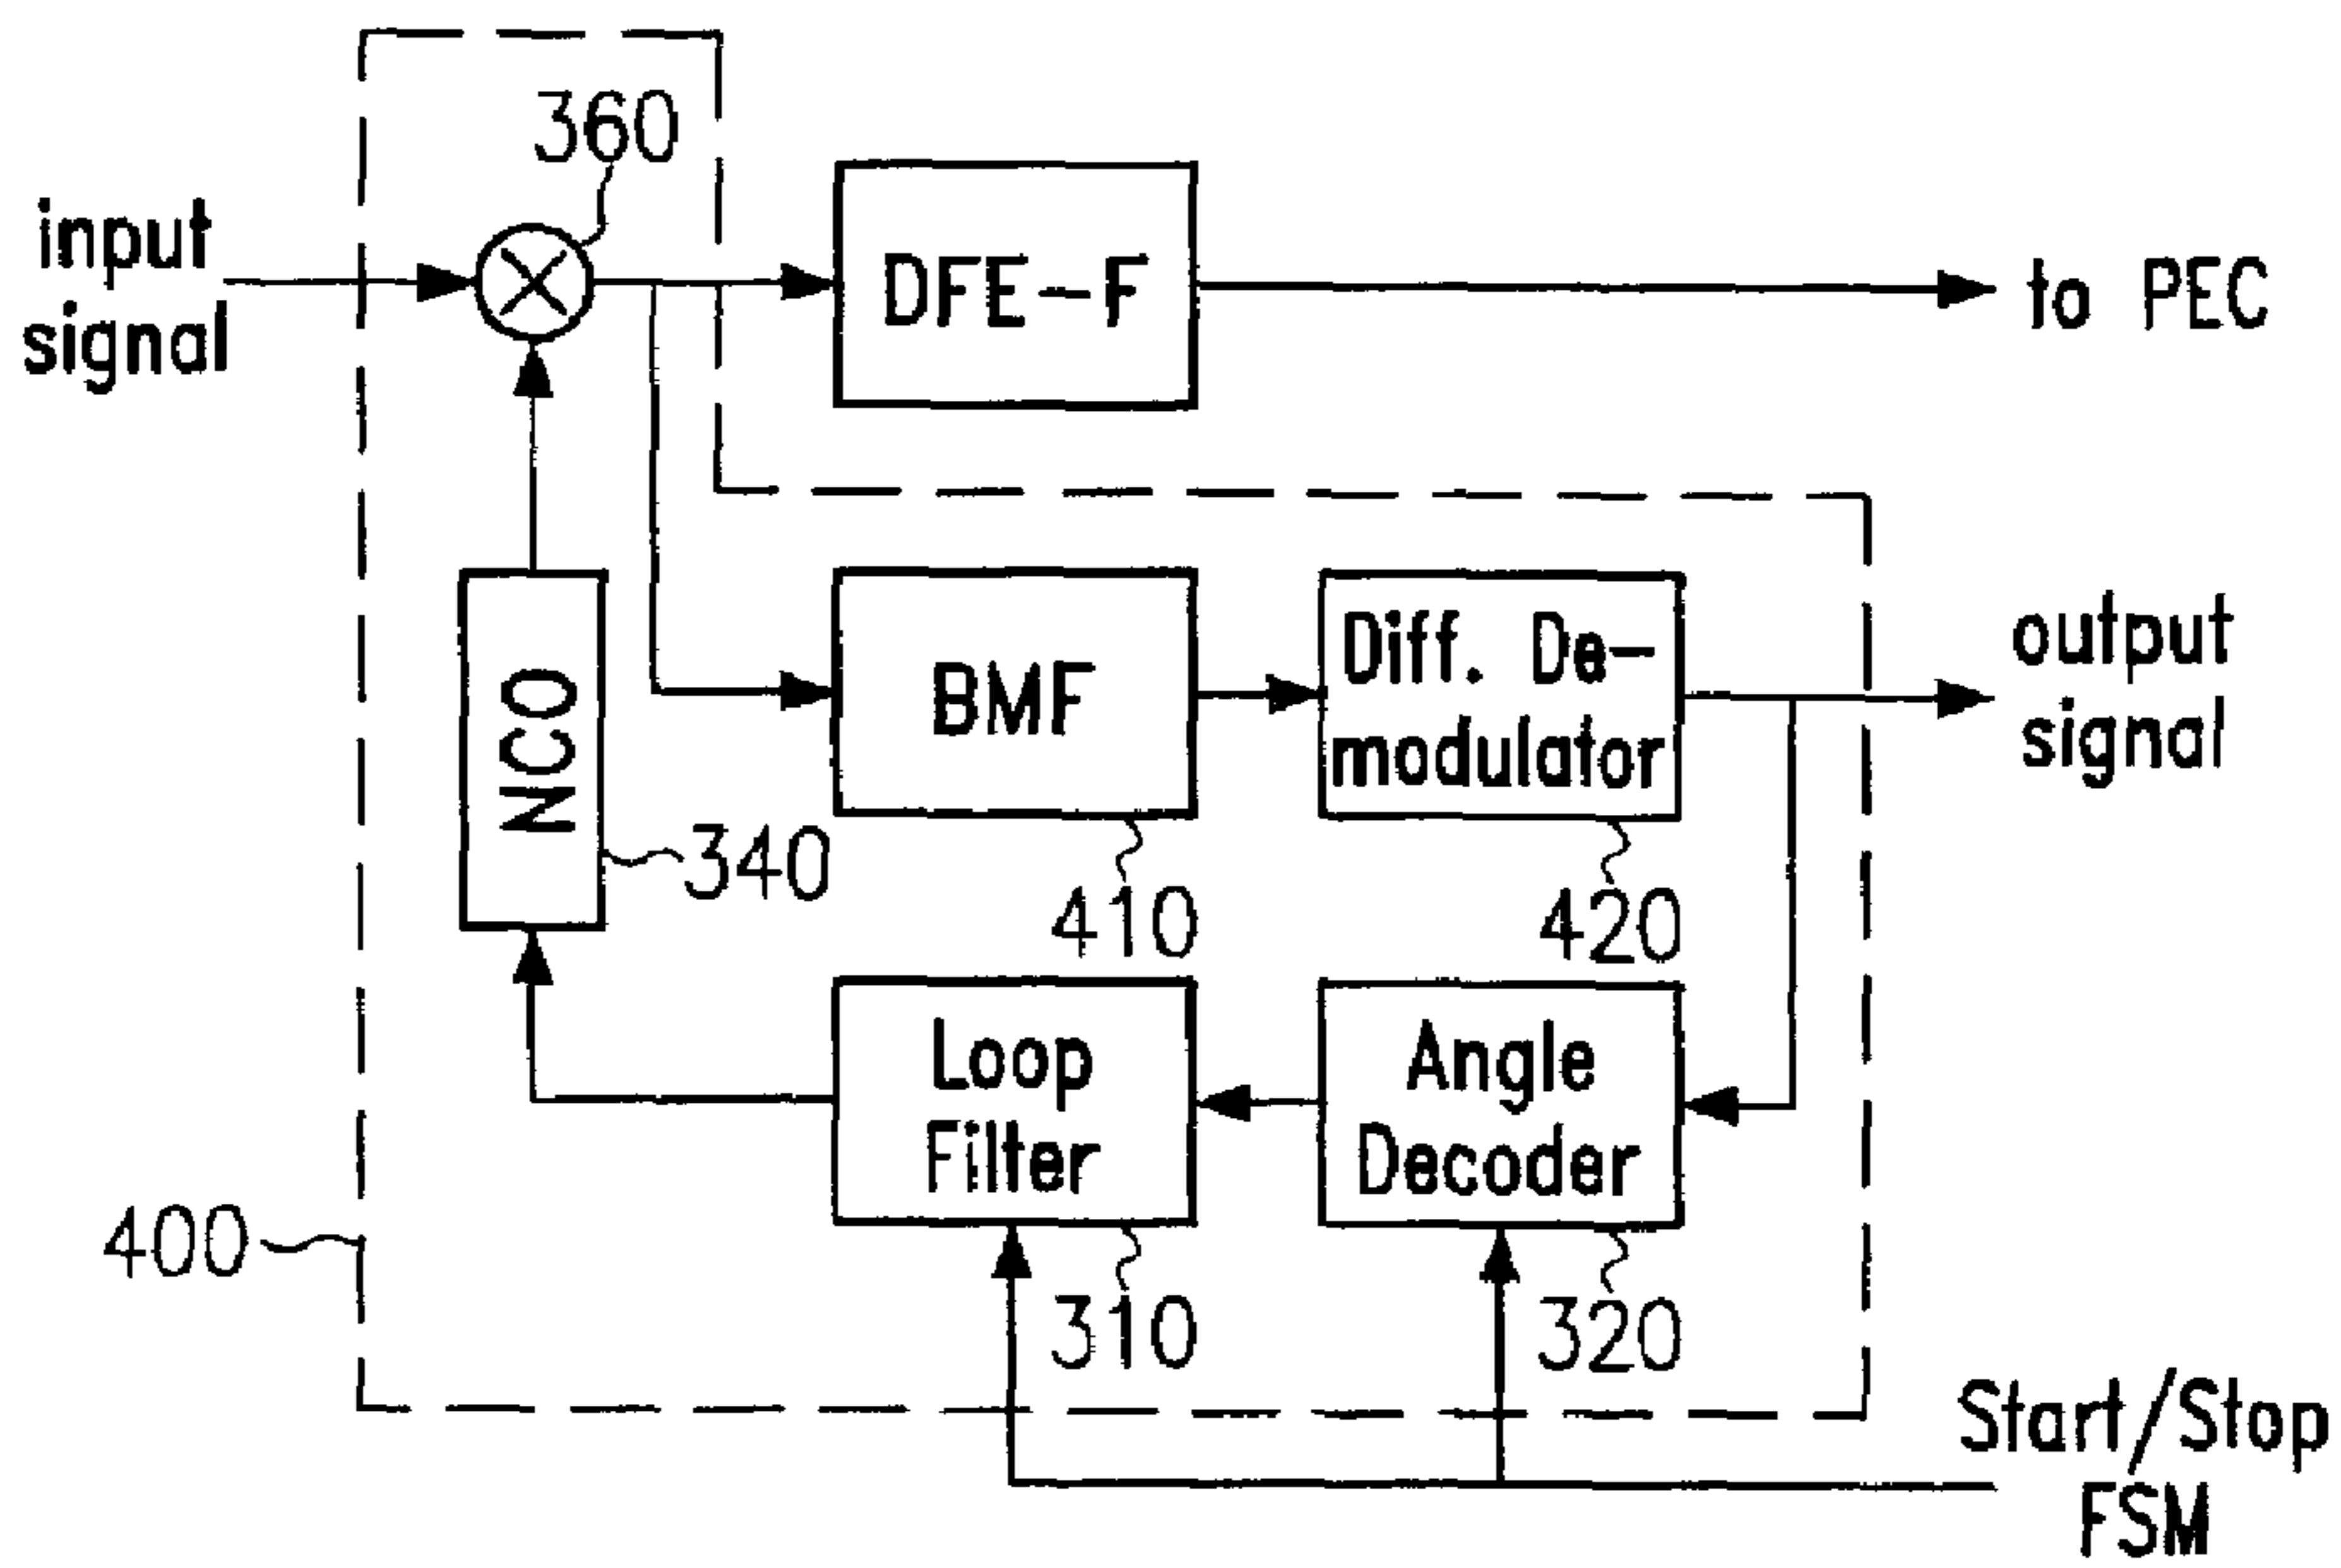 360
input
signal
DFE-F
to PEC
NCO
340
BMF
410
Diff. De-
modulator
420
output
signal
Loop
Filter
310
Angle
Decoder
320
400
Start/Stop
FSM